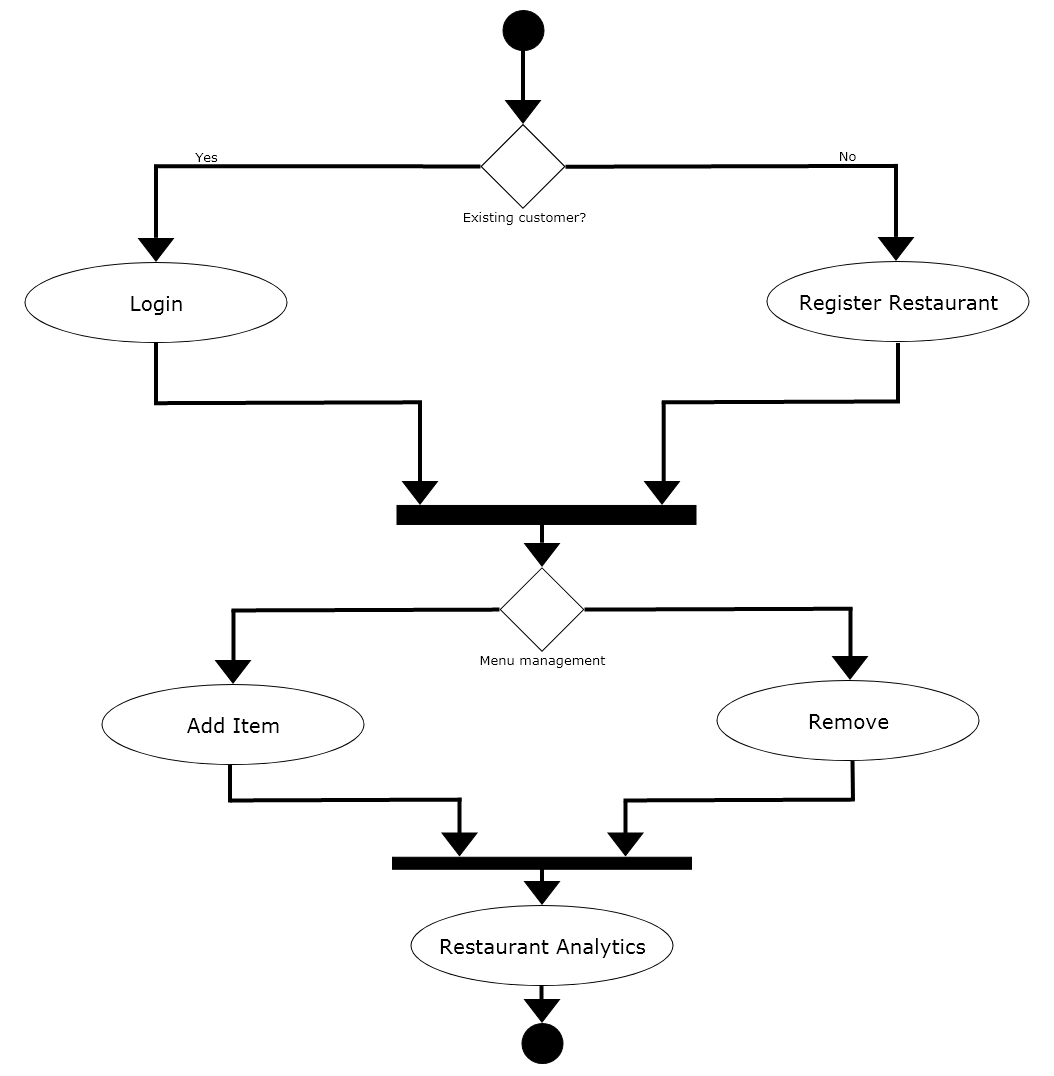 Yes
No
Existing customer?
Login
Register Restaurant
Menu management
Add Item
Remove
Restaurant Analytics